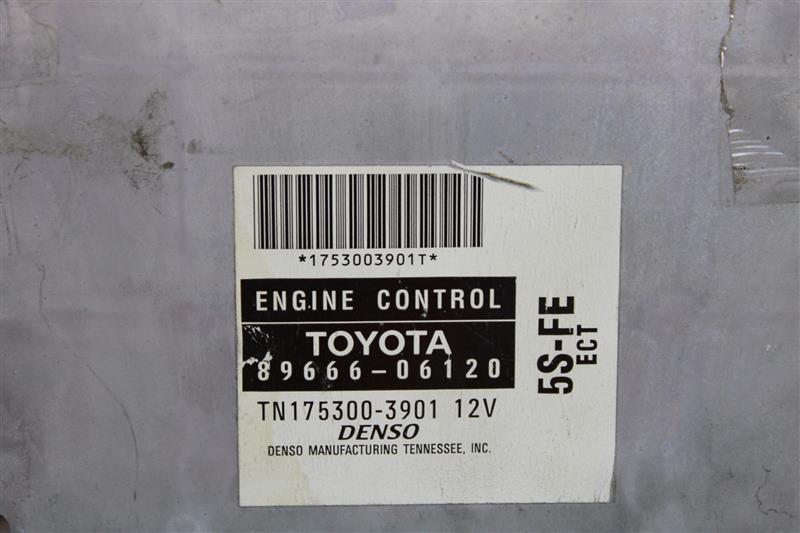 *1753003901T*
ENGINE CONTROL
TOYOTA
89666-06120
TN175300-3901 12V
DENSO
DENSO MANUFACTURING TENNESSEE, INC.
5S-FE
ECT